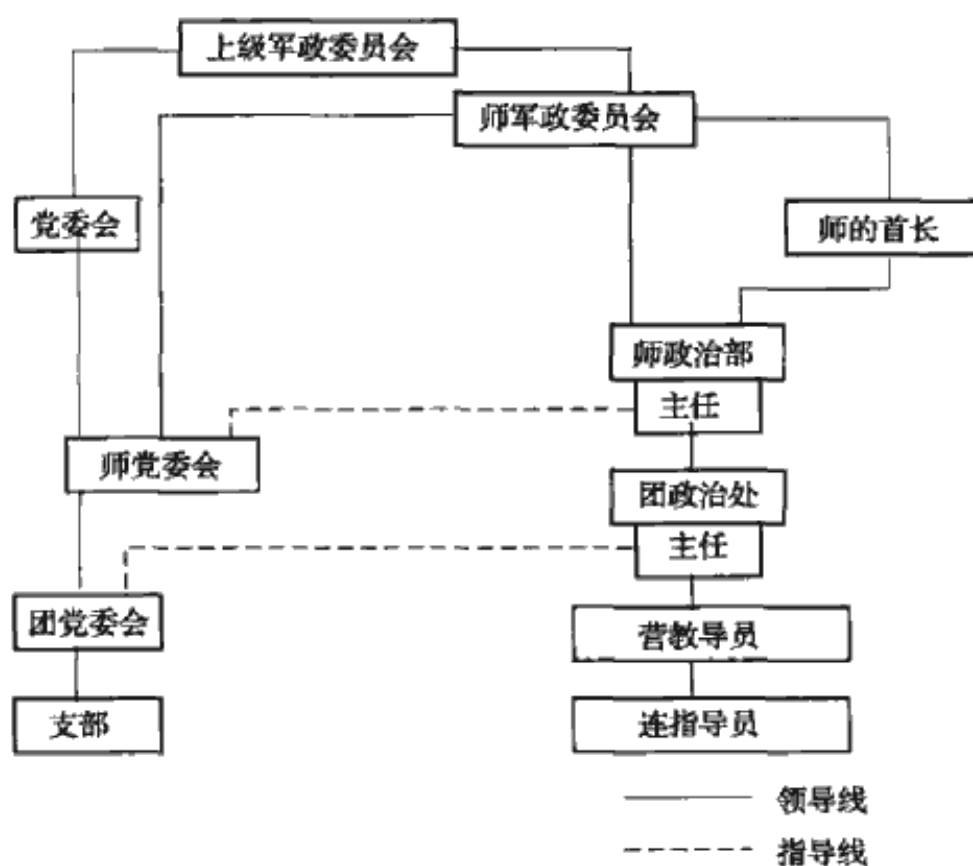 上级军政委员会
师军政委员会
党委会
师的首长
师政治部
主任
师党委会
团政治处
主任
团党委会
营教导员
支部
连指导员
领导线
指导线